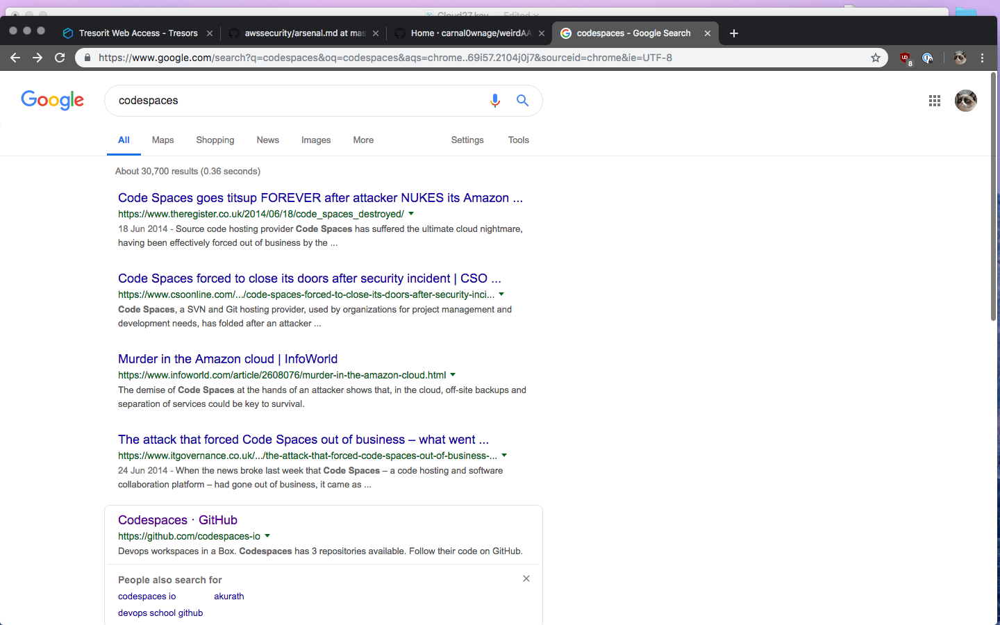 Cloud27.key — Edited
Tresorit Web Access - Tresors
awssecurity/arsenal.md at mas
Home · carnal0wnage/weirdAA
codespaces - Google Search
https://www.google.com/search?q=codespaces&oq=codespaces&aqs=chrome..69i57.2104j0j7&sourceid=chrome&ie=UTF-8
8
Google
codespaces
All Maps Shopping News Images More Settings Tools
About 30,700 results (0.36 seconds)
Code Spaces goes titsup FOREVER after attacker NUKES its Amazon ...
https://www.theregister.co.uk/2014/06/18/code_spaces_destroyed/
18 Jun 2014 - Source code hosting provider Code Spaces has suffered the ultimate cloud nightmare,
having been effectively forced out of business by the ...
Code Spaces forced to close its doors after security incident | CSO ...
https://www.csoonline.com/.../code-spaces-forced-to-close-its-doors-after-security-inci...
Code Spaces, a SVN and Git hosting provider, used by organizations for project management and
development needs, has folded after an attacker ...
Murder in the Amazon cloud | InfoWorld
https://www.infoworld.com/article/2608076/murder-in-the-amazon-cloud.html
The demise of Code Spaces at the hands of an attacker shows that, in the cloud, off-site backups and
separation of services could be key to survival.
The attack that forced Code Spaces out of business – what went ...
https://www.itgovernance.co.uk/.../the-attack-that-forced-code-spaces-out-of-business-...
24 Jun 2014 - When the news broke last week that Code Spaces – a code hosting and software
collaboration platform – had gone out of business, it came as ...
Codespaces · GitHub
https://github.com/codespaces-io
Devops workspaces in a Box. Codespaces has 3 repositories available. Follow their code on GitHub.
People also search for
codespaces io akurath
devops school github